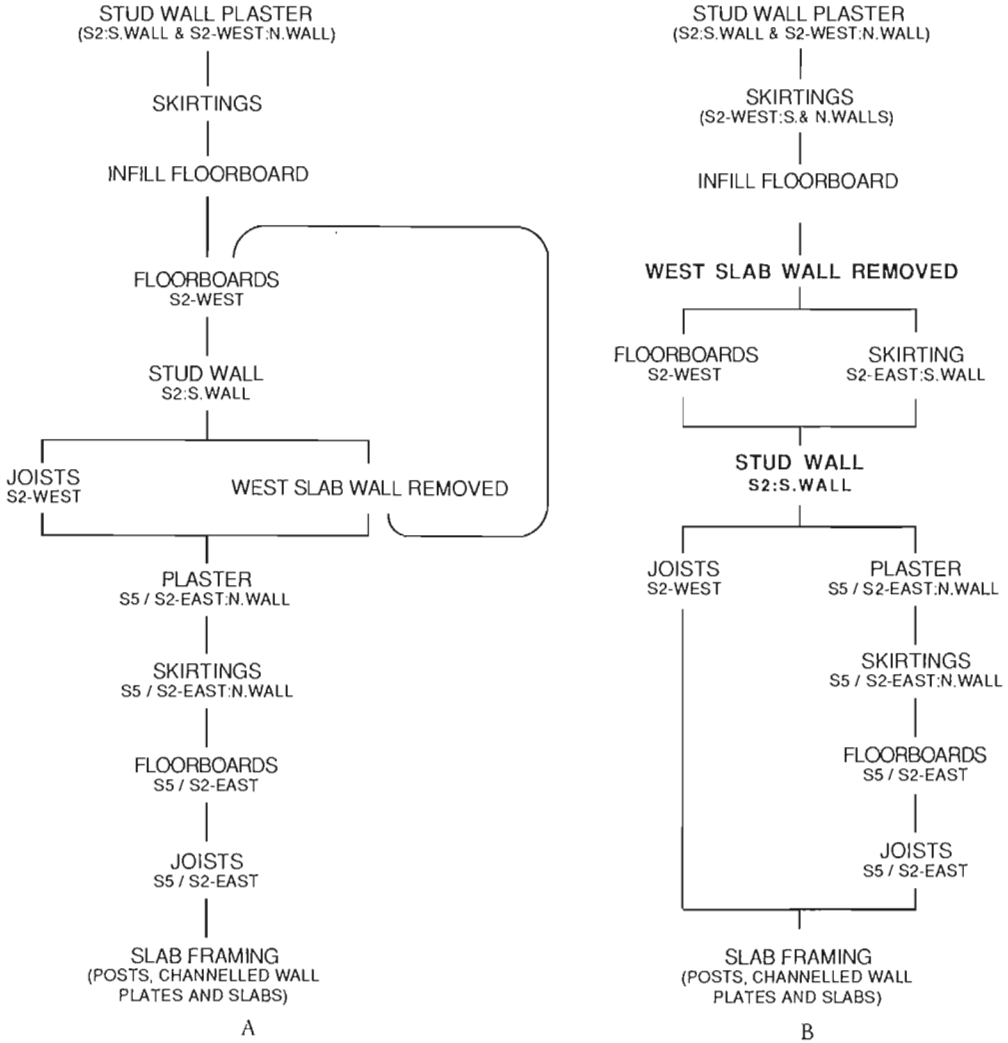 STUD WALL PLASTER
(S2:S.WALL & S2-WEST:N.WALL)
SKIRTINGS
INFILL FLOORBOARD
FLOORBOARDS
S2-WEST
STUD WALL
S2:S.WALL
JOISTS
S2-WEST
WEST SLAB WALL REMOVED
PLASTER
S5 / S2-EAST:N.WALL
SKIRTINGS
S5 / S2-EAST:N.WALL
FLOORBOARDS
S5 / S2-EAST
JOISTS
S5 / S2-EAST
SLAB FRAMING
(POSTS, CHANNELLED WALL
PLATES AND SLABS)
A
STUD WALL PLASTER
(S2:S.WALL & S2-WEST:N.WALL)
SKIRTINGS
(S2-WEST:S.& N.WALLS)
INFILL FLOORBOARD
WEST SLAB WALL REMOVED
FLOORBOARDS
S2-WEST
SKIRTING
S2-EAST:S.WALL
STUD WALL
S2:S.WALL
JOISTS
S2-WEST
PLASTER
S5 / S2-EAST:N.WALL
SKIRTINGS
S5 / S2-EAST:N.WALL
FLOORBOARDS
S5 / S2-EAST
JOISTS
S5 / S2-EAST
SLAB FRAMING
(POSTS, CHANNELLED WALL
PLATES AND SLABS)
B